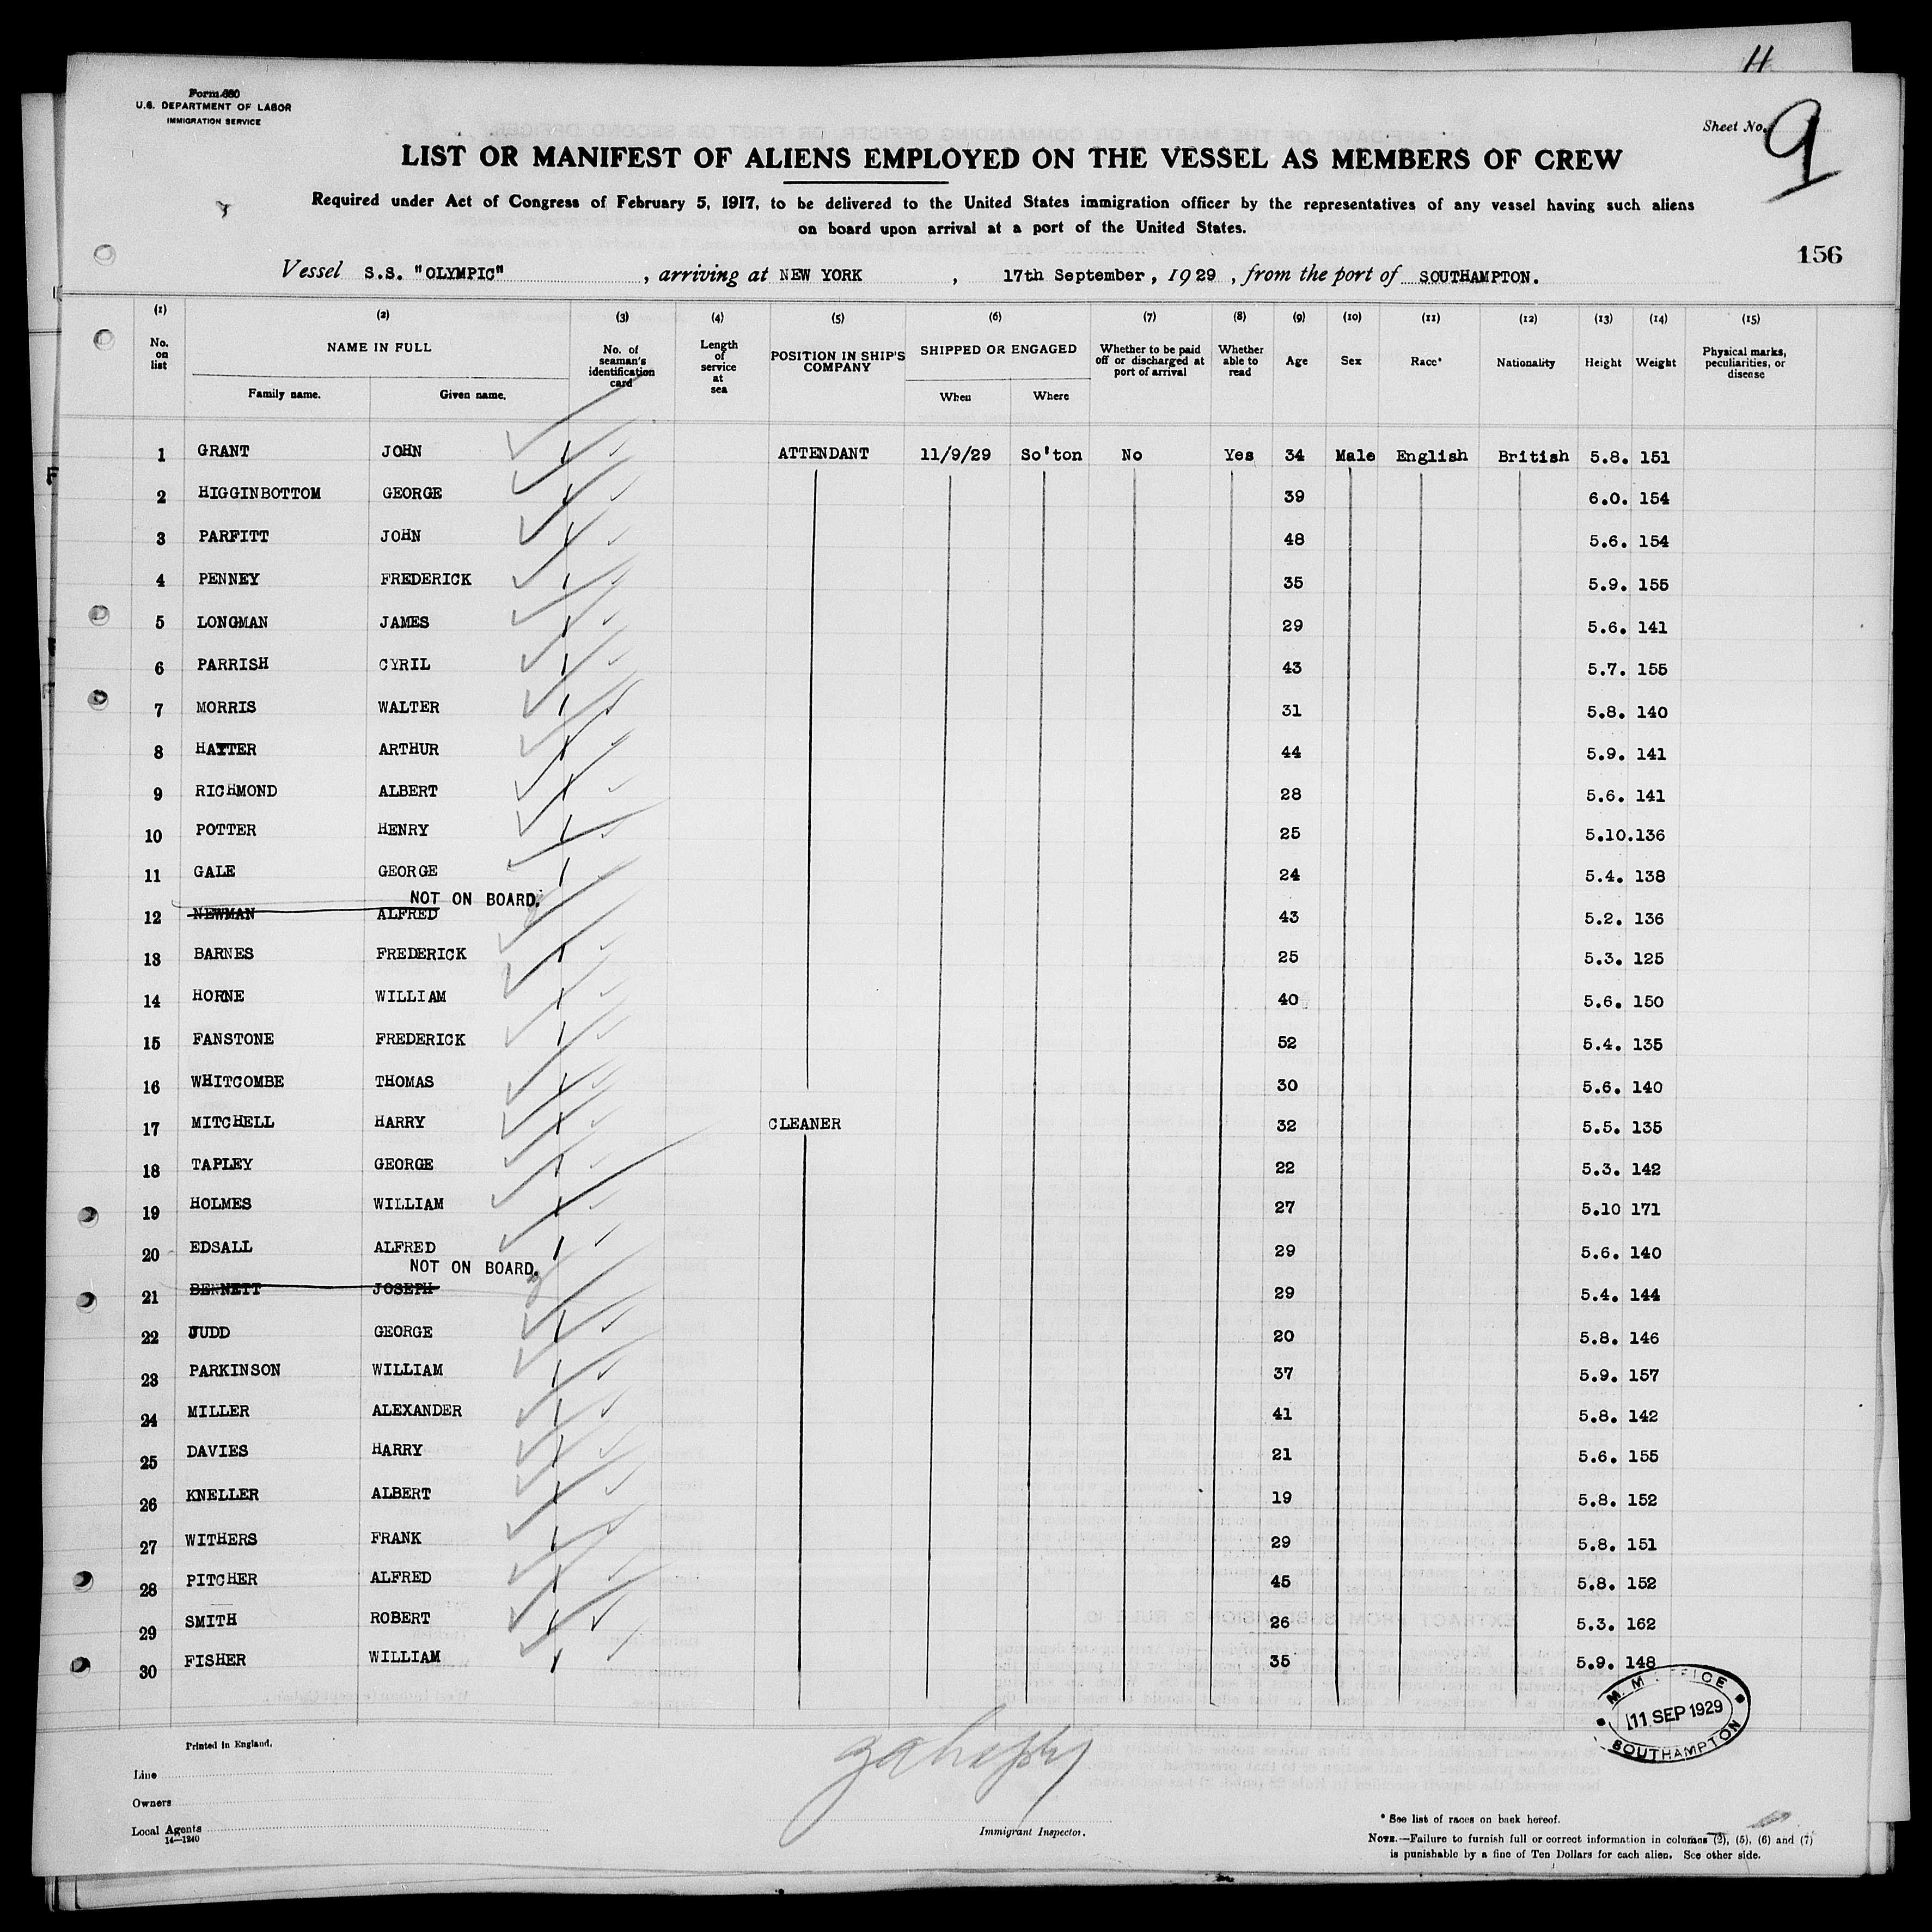 H
Form 680
U.S. DEPARTMENT OF LABOR
IMMIGRATION SERVICE
Sheet No. 9
LIST OR MANIFEST OF ALIENS EMPLOYED ON THE VESSEL AS MEMBERS OF CREW
Required under Act of Congress of February 5, 1917, to be delivered to the United States immigration officer by the representatives of any vessel having such aliens
on board upon arrival at a port of the United States.
156
Vessel S.S. "OLYMPIC", arriving at NEW YORK, 17th September, 1929, from the port of SOUTHAMPTON.
(1) (2) (3) (4) (5) (6) (7) (8) (9) (10) (11) (12) (13) (14) (15)
No. on list
NAME IN FULL
Family name. Given name.
No. of seaman's identification card
Length of service at sea
POSITION IN SHIP'S COMPANY
SHIPPED OR ENGAGED
When Where
Whether to be paid off or discharged at port of arrival
Whether able to read
Age
Sex
Race*
Nationality
Height
Weight
Physical marks, peculiarities, or disease
1 GRANT JOHN ATTENDANT 11/9/29 So'ton No Yes 34 Male English British 5.8. 151
2 HIGGINBOTTOM GEORGE 39 6.0. 154
3 PARFITT JOHN 48 5.6. 154
4 PENNEY FREDERICK 35 5.9. 155
5 LONGMAN JAMES 29 5.6. 141
6 PARRISH CYRIL 43 5.7. 155
7 MORRIS WALTER 31 5.8. 140
8 HATTER ARTHUR 44 5.9. 141
9 RICHMOND ALBERT 28 5.6. 141
10 POTTER HENRY 25 5.10. 136
11 GALE GEORGE 24 5.4. 138
NOT ON BOARD.
12 NEWMAN ALFRED 43 5.2. 136
13 BARNES FREDERICK 25 5.3. 125
14 HORNE WILLIAM 40 5.6. 150
15 FANSTONE FREDERICK 52 5.4. 135
16 WHITCOMBE THOMAS 30 5.6. 140
17 MITCHELL HARRY CLEANER 32 5.5. 135
18 TAPLEY GEORGE 22 5.3. 142
19 HOLMES WILLIAM 27 5.10 171
20 EDSALL ALFRED 29 5.6. 140
NOT ON BOARD.
21 BENNETT JOSEPH 29 5.4. 144
22 JUDD GEORGE 20 5.8. 146
23 PARKINSON WILLIAM 37 5.9. 157
24 MILLER ALEXANDER 41 5.8. 142
25 DAVIES HARRY 21 5.6. 155
26 KNELLER ALBERT 19 5.8. 152
27 WITHERS FRANK 29 5.8. 151
28 PITCHER ALFRED 45 5.8. 152
29 SMITH ROBERT 26 5.3. 162
30 FISHER WILLIAM 35 5.9. 148
11 SEP 1929
SOUTHAMPTON
Printed in England.
Line
Owners
Local Agents
14—1240
Immigrant Inspector.
* See list of races on back hereof.
NOTE.—Failure to furnish full or correct information in columns (2), (5), (6) and (7)
is punishable by a fine of Ten Dollars for each alien. See other side.